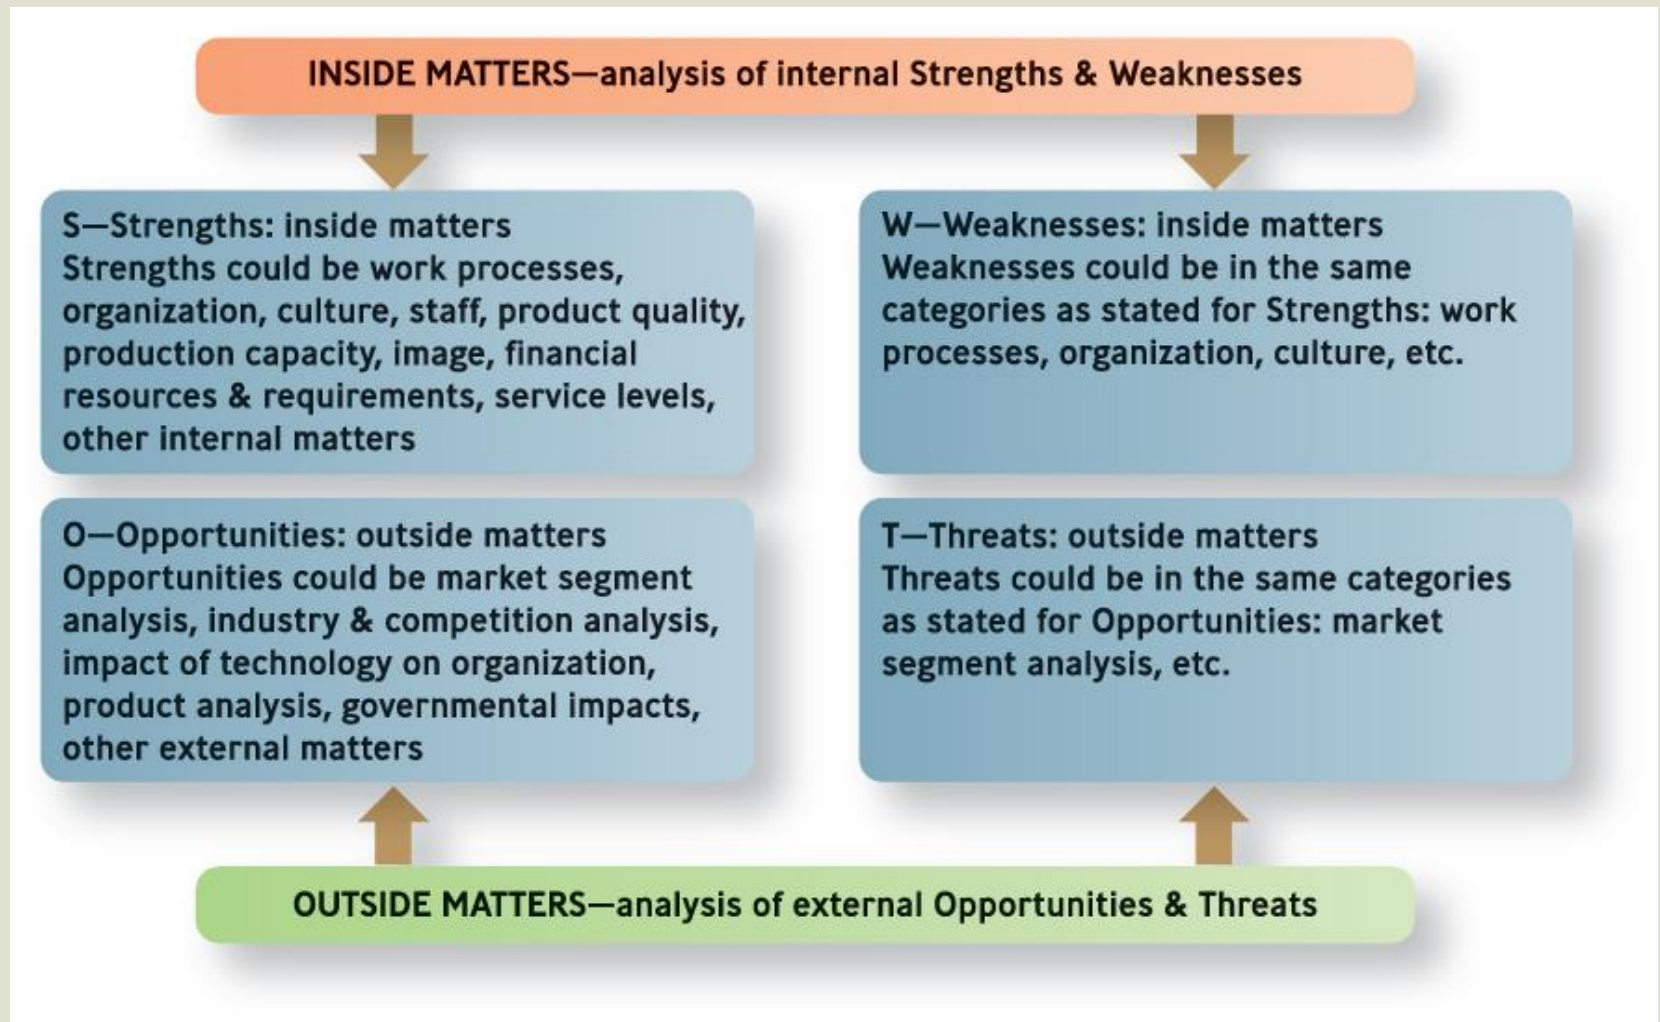 INSIDE MATTERS—analysis of internal Strengths & Weaknesses
S—Strengths: inside matters
Strengths could be work processes,
organization, culture, staff, product quality,
production capacity, image, financial
resources & requirements, service levels,
other internal matters
W—Weaknesses: inside matters
Weaknesses could be in the same
categories as stated for Strengths: work
processes, organization, culture, etc.
O—Opportunities: outside matters
Opportunities could be market segment
analysis, industry & competition analysis,
impact of technology on organization,
product analysis, governmental impacts,
other external matters
T—Threats: outside matters
Threats could be in the same categories
as stated for Opportunities: market
segment analysis, etc.
OUTSIDE MATTERS—analysis of external Opportunities & Threats